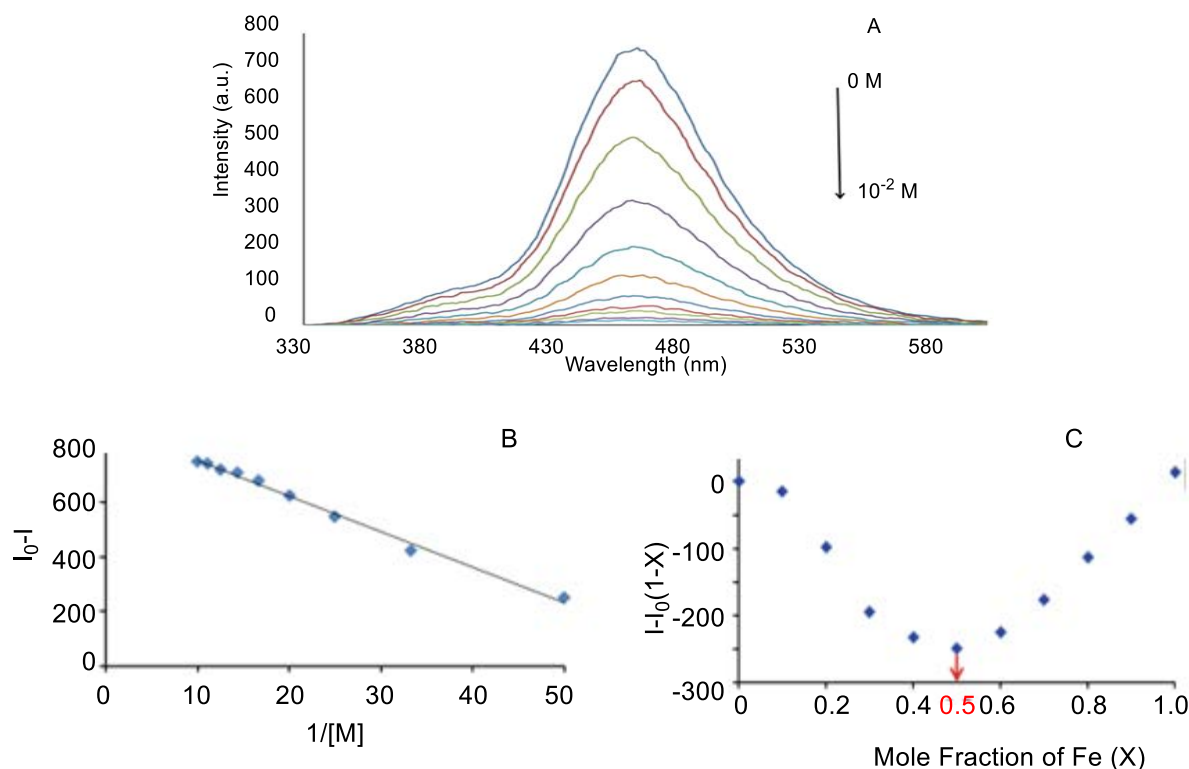 A
800
700
600
500
400
300
200
100
0
Intensity (a.u.)
0 M
10⁻² M
330 380 430 480 530 580
Wavelength (nm)
B
800
600
400
200
0
I₀-I
0 10 20 30 40 50
1/[M]
C
0
-100
-200
-300
I-I₀(1-X)
0 0.2 0.4 0.5 0.6 0.8 1.0
Mole Fraction of Fe (X)